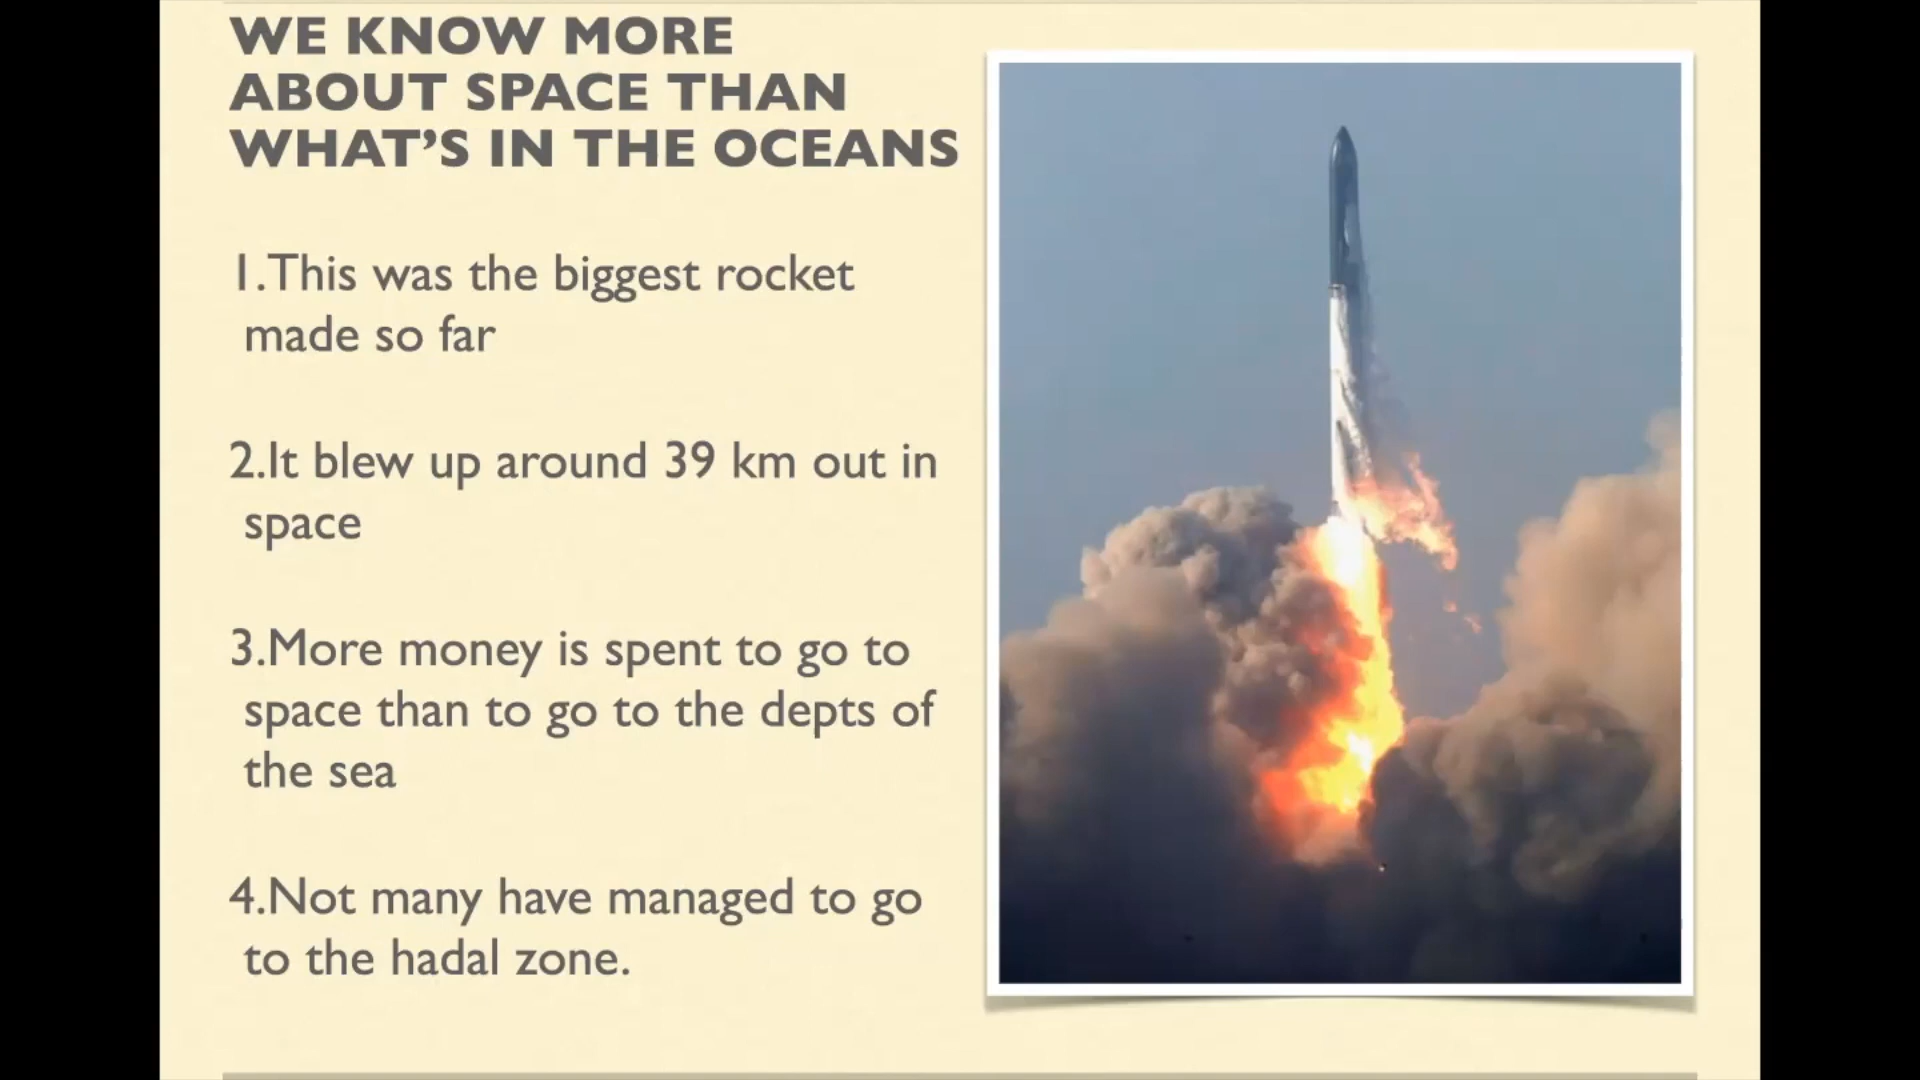 WE KNOW MORE
ABOUT SPACE THAN
WHAT’S IN THE OCEANS
1.This was the biggest rocket
made so far
2.It blew up around 39 km out in
space
3.More money is spent to go to
space than to go to the depts of
the sea
4.Not many have managed to go
to the hadal zone.